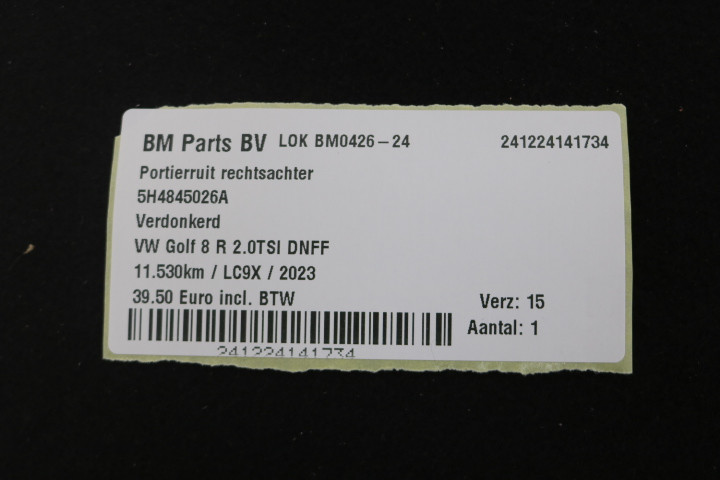 BM Parts BV LOK BM0426-24 241224141734
Portierruit rechtsachter
5H4845026A
Verdonkerd
VW Golf 8 R 2.0TSI DNFF
11.530km / LC9X / 2023
39.50 Euro incl. BTW Verz: 15
Aantal: 1
241224141734